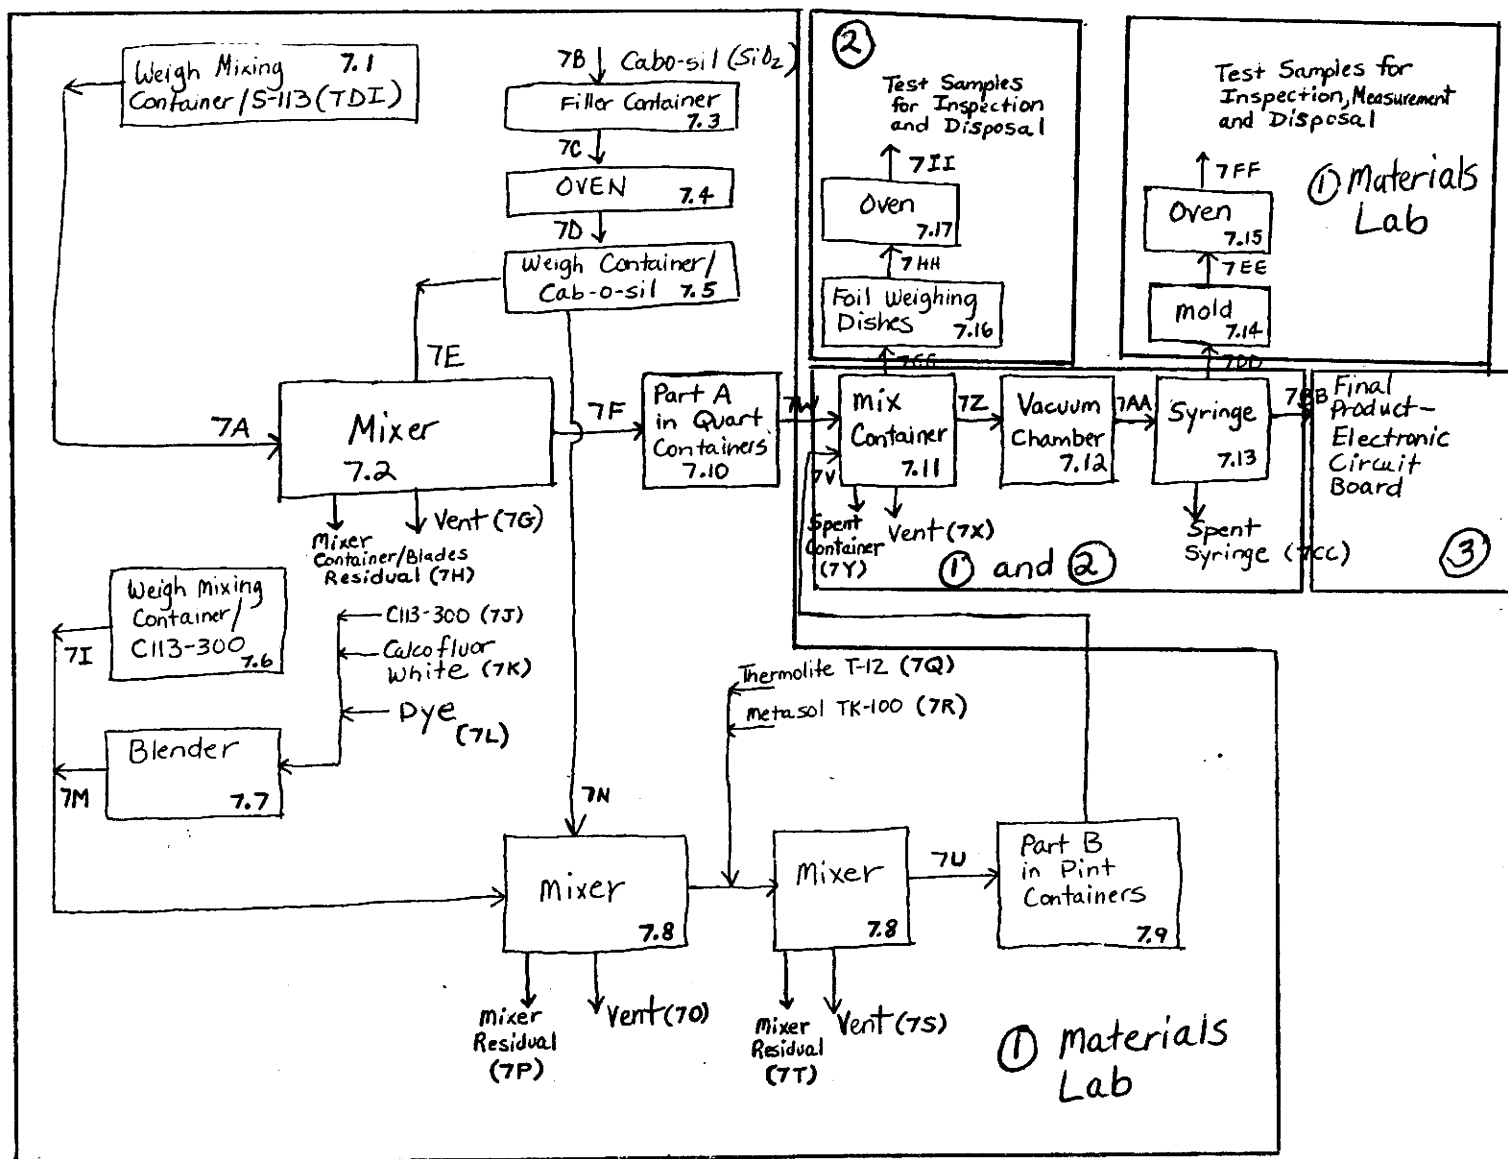 Weigh Mixing 7.1
Container/S-113 (TDI)
7B Cabo-sil (SiO2)
Filler Container
7.3
7C
OVEN
7.4
7D
Weigh Container/
Cab-o-sil 7.5
7E
7A
Mixer
7.2
7F
Part A
in Quart
Containers
7.10
Mixer
Container/Blades
Residual (7H)
Vent (7G)
②
Test Samples
for Inspection
and Disposal
7II
Oven
7.17
7HH
Foil Weighing
Dishes
7.16
Test Samples for
Inspection, Measurement
and Disposal
7FF
① Materials
Lab
Oven
7.15
7EE
mold
7.14
7DD
7W
7V
mix
Container
7.11
7Z
Vacuum
Chamber
7.12
7AA
Syringe
7.13
7BB
Final
Product-
Electronic
Circuit
Board
③
Spent
Container
(7Y)
Vent (7X)
① and ②
Spent
Syringe (7CC)
Weigh Mixing
Container/
C113-300
7.6
7I
C113-300 (7J)
Calcofluor
White (7K)
Dye
(7L)
Blender
7.7
7M
7N
Thermolite T-12 (7Q)
Metasol TK-100 (7R)
Mixer
7.8
Mixer
7.8
7U
Part B
in Pint
Containers
7.9
Mixer
Residual
(7P)
Vent (7O)
Mixer
Residual
(7T)
Vent (7S)
① Materials
Lab